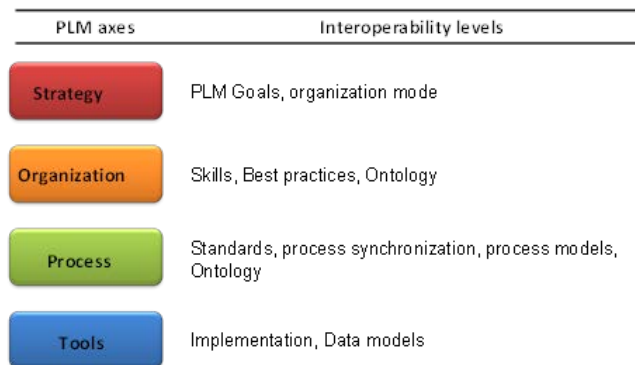 PLM axes Interoperability levels
Strategy PLM Goals, organization mode
Organization Skills, Best practices, Ontology
Process Standards, process synchronization, process models,
Ontology
Tools Implementation, Data models